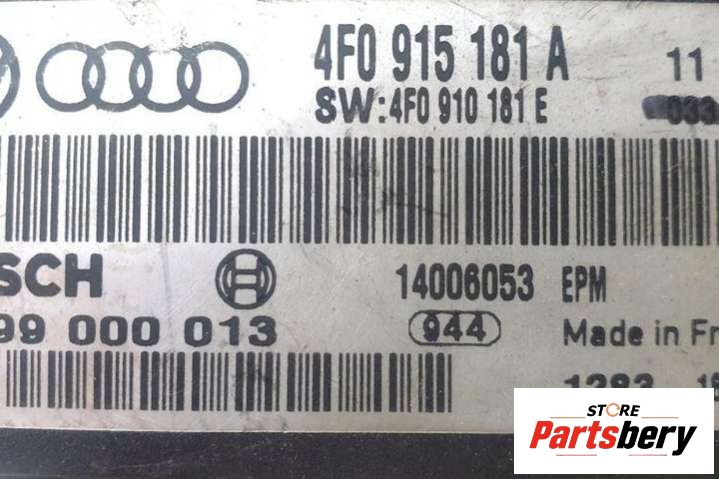 4F0 915 181 A 11
SW:4F0 910 181 E
SCH
14006053 EPM
99 000 013
944
Made in Fr
STORE
Partsbery